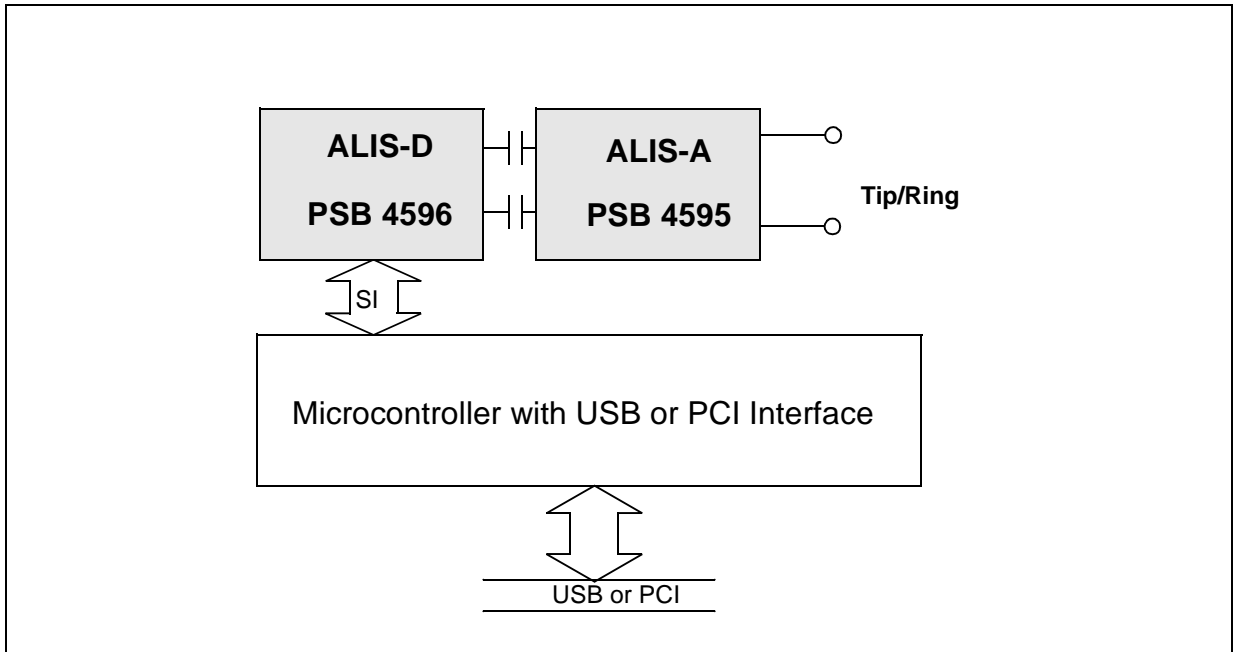 ALIS-D
PSB 4596
ALIS-A
PSB 4595
Tip/Ring
SI
Microcontroller with USB or PCI Interface
USB or PCI